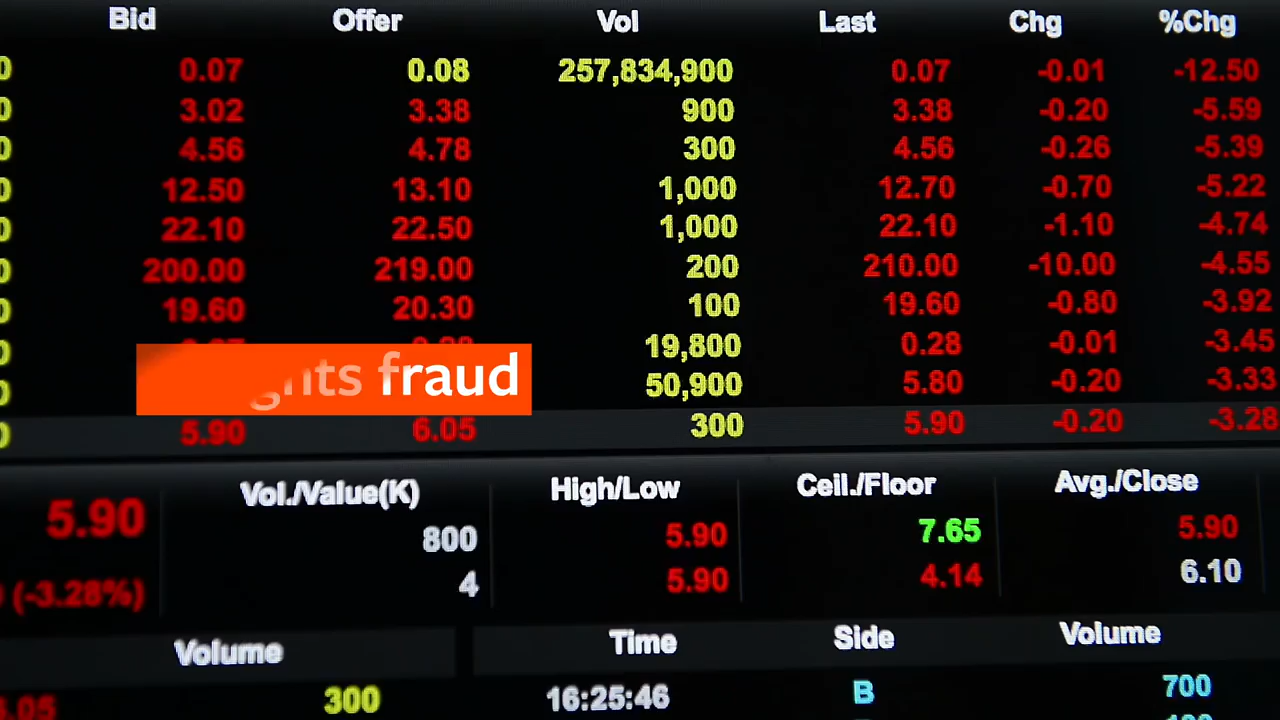 Bid Offer Vol Last Chg %Chg
0.07 0.08 257,834,900 0.07 -0.01 -12.50
3.02 3.38 900 3.38 -0.20 -5.59
4.56 4.78 300 4.56 -0.26 -5.39
12.50 13.10 1,000 12.70 -0.70 -5.22
22.10 22.50 1,000 22.10 -1.10 -4.74
200.00 219.00 200 210.00 -10.00 -4.55
19.60 20.30 100 19.60 -0.80 -3.92
19,800 0.28 -0.01 -3.45
fraud 50,900 5.80 -0.20 -3.33
5.90 6.05 300 5.90 -0.20 -3.28
Vol./Value(K) High/Low Ceil./Floor Avg./Close
5.90 800 5.90 7.65 5.90
(-3.28%) 4 5.90 4.14 6.10
Volume Time Side Volume
300 16:25:46 B 700